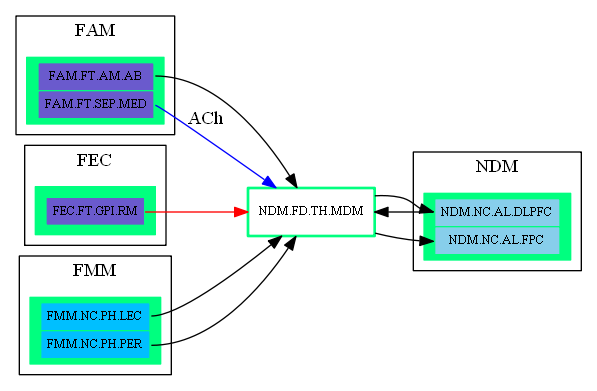 FAM
FAM.FT.AM.AB
FAM.FT.SEP.MED
ACh
FEC
FEC.FT.GPI.RM
FMM
FMM.NC.PH.LEC
FMM.NC.PH.PER
NDM.FD.TH.MDM
NDM
NDM.NC.AL.DLPFC
NDM.NC.AL.FPC